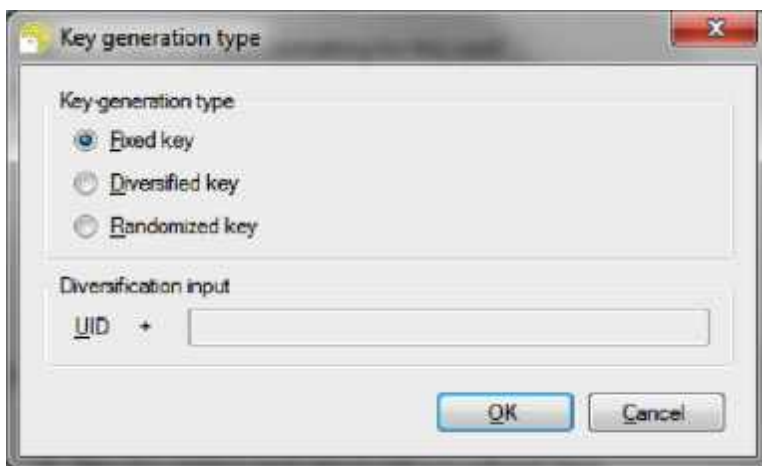 Key generation type
Key-generation type
Fixed key
Diversified key
Randomized key
Diversification input
UID +
OK Cancel